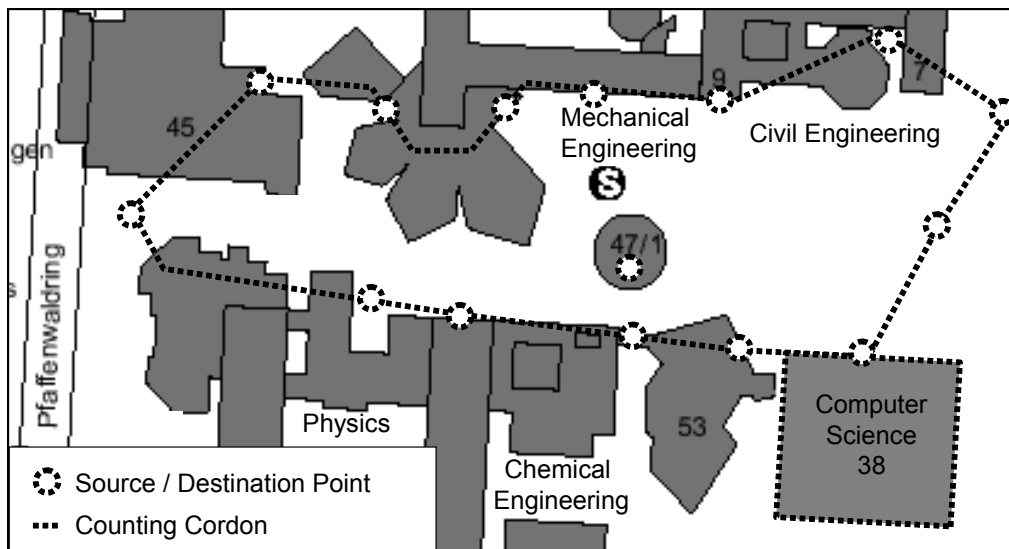 45
9
7
Mechanical
Engineering
Civil Engineering
gen
S
47/1
s
Pfaffenwaldring
Physics
53
Computer
Science
38
Chemical
Engineering
Source / Destination Point
Counting Cordon